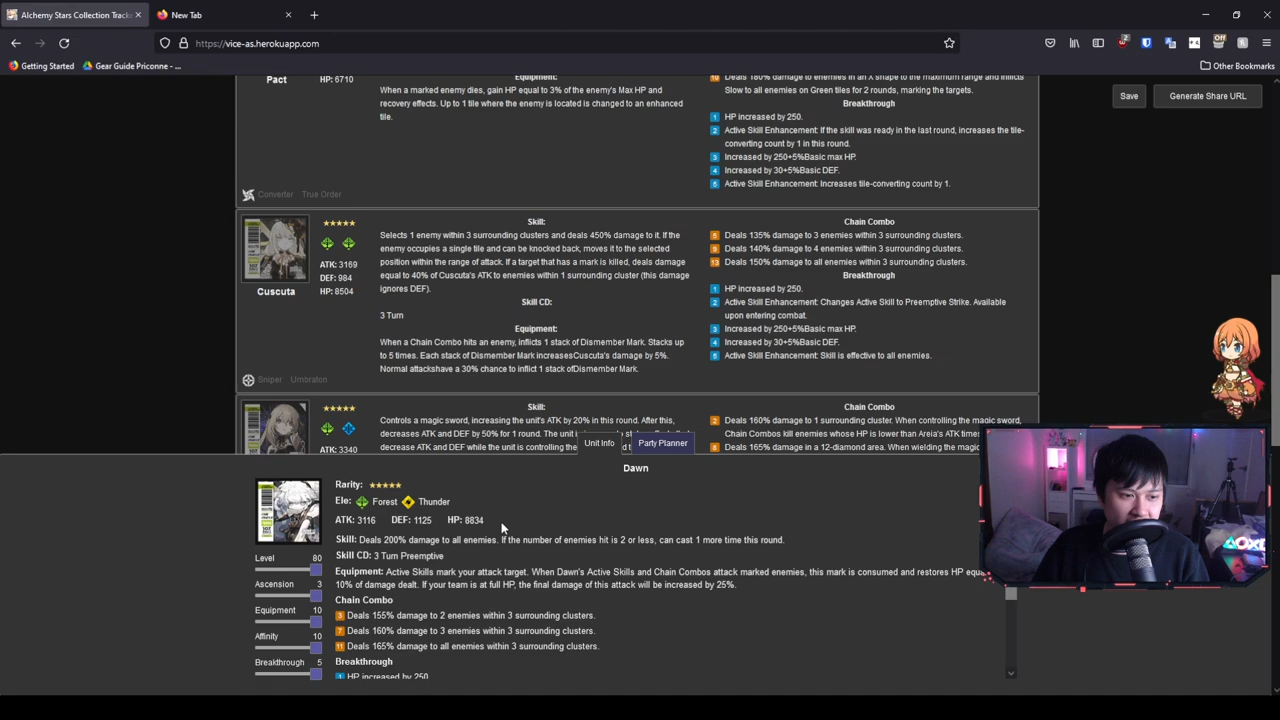 Alchemy Stars Collection Track
New Tab
https://vice-as.herokuapp.com
2
Off
Getting Started
Gear Guide Priconne - ...
Other Bookmarks
Save
Generate Share URL
Pact
HP: 6710
Equipment:
When a marked enemy dies, gain HP equal to 3% of the enemy's Max HP and
recovery effects. Up to 1 tile where the enemy is located is changed to an enhanced
tile.
Converter True Order
10 Deals 180% damage to enemies in an X shape to the maximum range and inflicts
Slow to all enemies on Green tiles for 2 rounds, marking the targets.
Breakthrough
1 HP increased by 250.
2 Active Skill Enhancement: If the skill was ready in the last round, increases the tile-
converting count by 1 in this round.
3 Increased by 250+5%Basic max HP.
4 Increased by 30+5%Basic DEF.
5 Active Skill Enhancement: Increases tile-converting count by 1.
Cuscuta
ATK: 3169
DEF: 984
HP: 8504
Sniper Umbraton
Skill:
Selects 1 enemy within 3 surrounding clusters and deals 450% damage to it. If the
enemy occupies a single tile and can be knocked back, moves it to the selected
position within the range of attack. If a target that has a mark is killed, deals damage
equal to 40% of Cuscuta's ATK to enemies within 1 surrounding cluster (this damage
ignores DEF).
Skill CD:
3 Turn
Equipment:
When a Chain Combo hits an enemy, inflicts 1 stack of Dismember Mark. Stacks up
to 5 times. Each stack of Dismember Mark increasesCuscuta's damage by 5%.
Normal attackshave a 30% chance to inflict 1 stack ofDismember Mark.
Chain Combo
5 Deals 135% damage to 3 enemies within 3 surrounding clusters.
9 Deals 140% damage to 4 enemies within 3 surrounding clusters.
13 Deals 150% damage to all enemies within 3 surrounding clusters.
Breakthrough
1 HP increased by 250.
2 Active Skill Enhancement: Changes Active Skill to Preemptive Strike. Available
upon entering combat.
3 Increased by 250+5%Basic max HP.
4 Increased by 30+5%Basic DEF.
5 Active Skill Enhancement: Skill is effective to all enemies.
ATK: 3340
Skill:
Controls a magic sword, increasing the unit's ATK by 20% in this round. After this,
decreases ATK and DEF by 50% for 1 round. The unit
decrease ATK and DEF while the unit is controlling the
Chain Combo
2 Deals 160% damage to 1 surrounding cluster. When controlling the magic sword,
Chain Combos kill enemies whose HP is lower than Areia's ATK times
8 Deals 165% damage in a 12-diamond area. When wielding the magic
Unit Info
Party Planner
Dawn
Rarity:
Ele: Forest Thunder
ATK: 3116 DEF: 1125 HP: 8834
Skill: Deals 200% damage to all enemies. If the number of enemies hit is 2 or less, can cast 1 more time this round.
Skill CD: 3 Turn Preemptive
Equipment: Active Skills mark your attack target. When Dawn's Active Skills and Chain Combos attack marked enemies, this mark is consumed and restores HP
10% of damage dealt. If your team is at full HP, the final damage of this attack will be increased by 25%.
Chain Combo
3 Deals 155% damage to 2 enemies within 3 surrounding clusters.
7 Deals 160% damage to 3 enemies within 3 surrounding clusters.
11 Deals 165% damage to all enemies within 3 surrounding clusters.
Breakthrough
1 HP increased by 250
Level 80
Ascension 3
Equipment 10
Affinity 10
Breakthrough 5